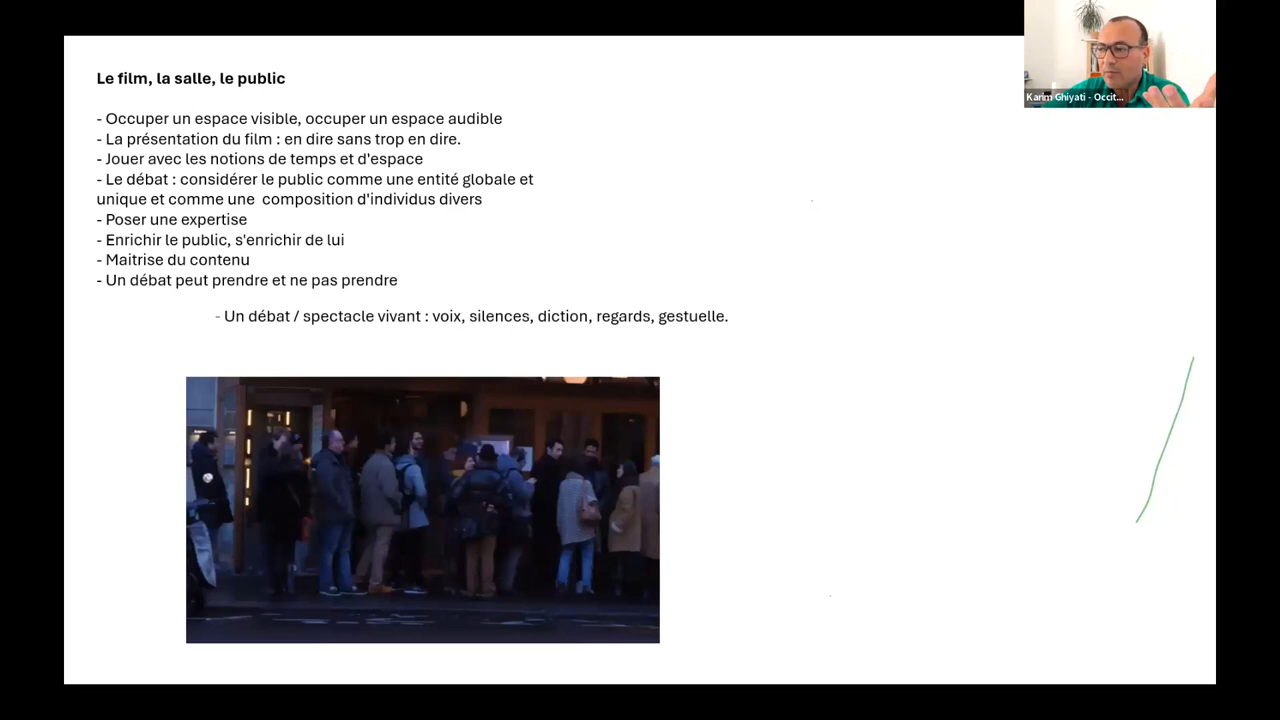 Le film, la salle, le public
- Occuper un espace visible, occuper un espace audible
- La présentation du film : en dire sans trop en dire.
- Jouer avec les notions de temps et d'espace
- Le débat : considérer le public comme une entité globale et
unique et comme une  composition d'individus divers
- Poser une expertise
- Enrichir le public, s'enrichir de lui
- Maitrise du contenu
- Un débat peut prendre et ne pas prendre
- Un débat / spectacle vivant : voix, silences, diction, regards, gestuelle.
Karim Ghiyati - Occit...